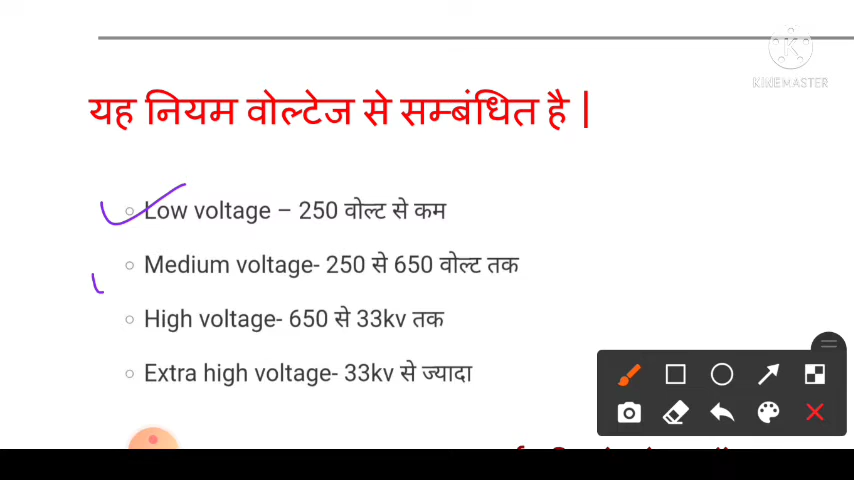 KINEMASTER
यह नियम वोल्टेज से सम्बंधित है |
Low voltage – 250 वोल्ट से कम
Medium voltage- 250 से 650 वोल्ट तक
High voltage- 650 से 33kv तक
Extra high voltage- 33kv से ज्यादा